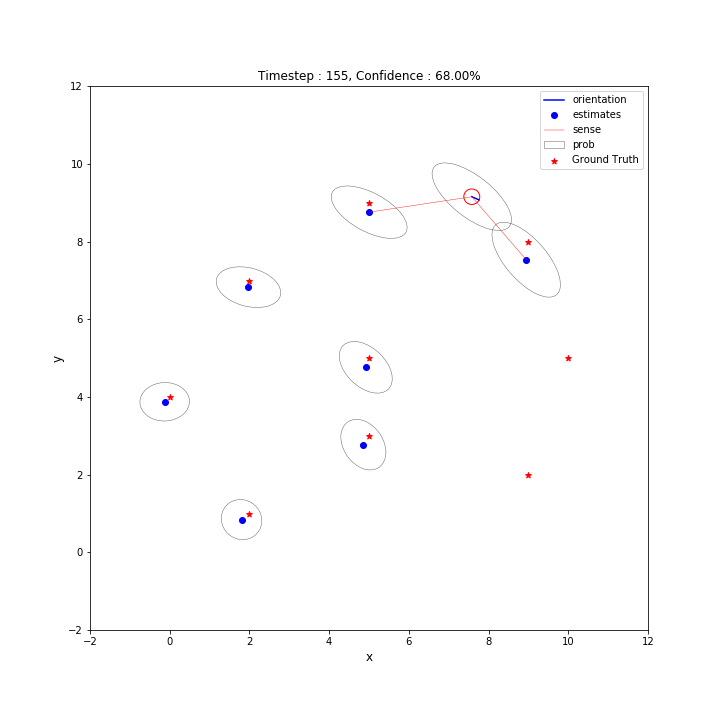 Timestep : 155, Confidence : 68.00%
12
10
8
6
4
2
0
−2
−2
0
2
4
6
8
10
12
x
y
orientation
estimates
sense
prob
Ground Truth